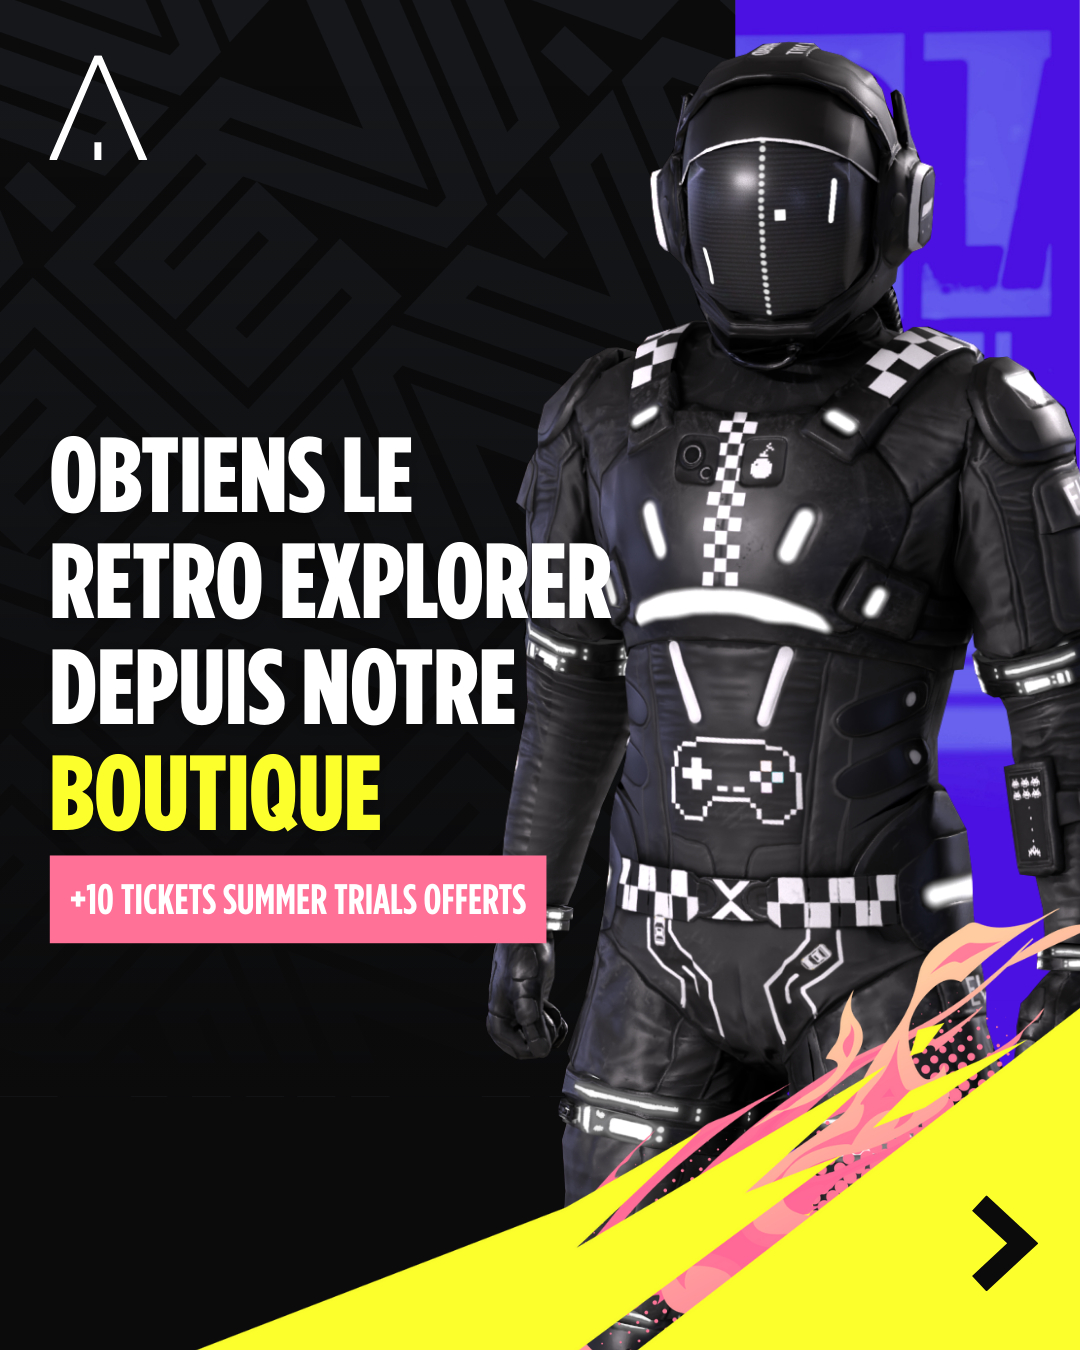 OBTIENS LE
RETRO EXPLORER
DEPUIS NOTRE
BOUTIQUE
+10 TICKETS SUMMER TRIALS OFFERTS